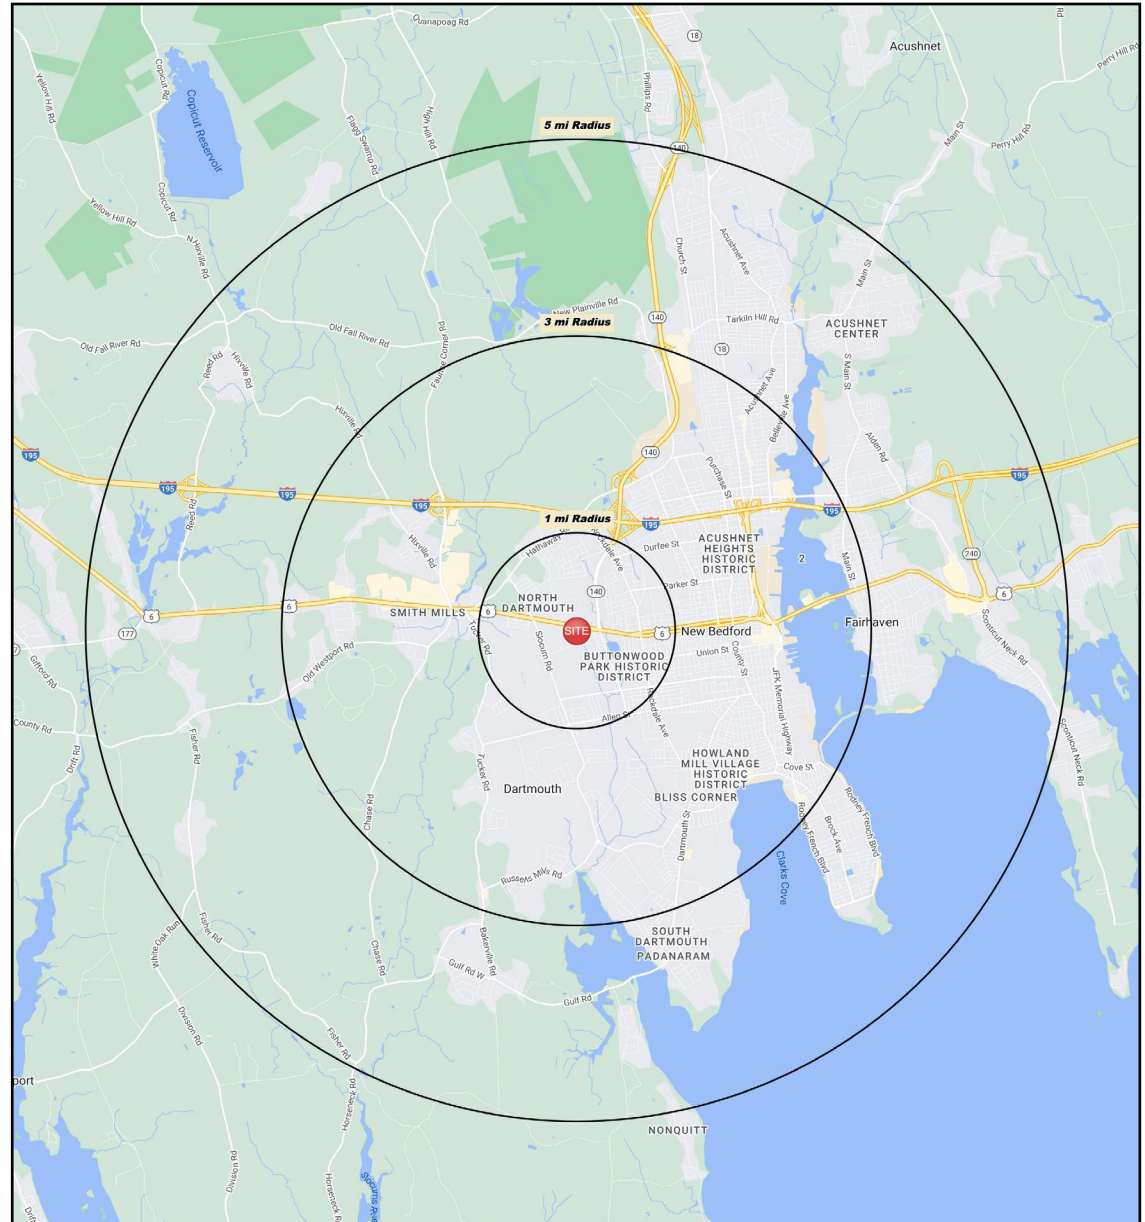 Quanapoag Rd
Rd
18
Acushnet
Perry Hill Rd
Yellow Hill Rd
Copicut Rd
Copicut Reservoir
Flagg Swamp Rd
High Hill Rd
Phillips Rd
5 mi Radius
140
Main St
Perry Hill Rd
Copicut Rd
Yellow Hill Rd
N Hixville Rd
Church St
Acushnet Ave
Main St
New Plainville Rd
3 mi Radius
140
Tarkiln Hill Rd
ACUSHNET
CENTER
Old Fall River Rd
Old Fall River Rd
Faunce Corner Rd
18
Reed Rd
Hixville Rd
S Main St
Acushnet Ave
Belleville Ave
Hixville Rd
Alden Rd
195
140
Purchase St
195
195
195
195
Reed Rd
195
195
1 mi Radius
Hathaway Rd
Rockdale Ave
Durfee St
ACUSHNET
HEIGHTS
HISTORIC
DISTRICT
Hixville Rd
Main St
240
2
Parker St
140
NORTH
DARTMOUTH
6
6
SMITH MILLS
6
6
177
SITE
6
New Bedford
Fairhaven
Tucker Rd
Slocum Rd
Sconticut Neck Rd
Gifford Rd
Old Westport Rd
BUTTONWOOD
PARK HISTORIC
DISTRICT
Union St
County St
JFK Memorial Highway
County Rd
Drift Rd
Fisher Rd
Allen St
Rockdale Ave
Sconticut Neck Rd
Tucker Rd
HOWLAND
MILL VILLAGE
HISTORIC
DISTRICT
Cove St
Dartmouth
BLISS CORNER
Chase Rd
Dartmouth St
Rodney French Blvd
Brock Ave
Rodney French Blvd
Clarks Cove
Russells Mills Rd
White Oak Run
Fisher Rd
SOUTH
DARTMOUTH
PADANARAM
Bakerville Rd
Chase Rd
Gulf Rd W
Gulf Rd
Division Rd
Fisher Rd
port
Horseneck Rd
NONQUITT
Division Rd
Horseneck Rd
Slocums River
Drift